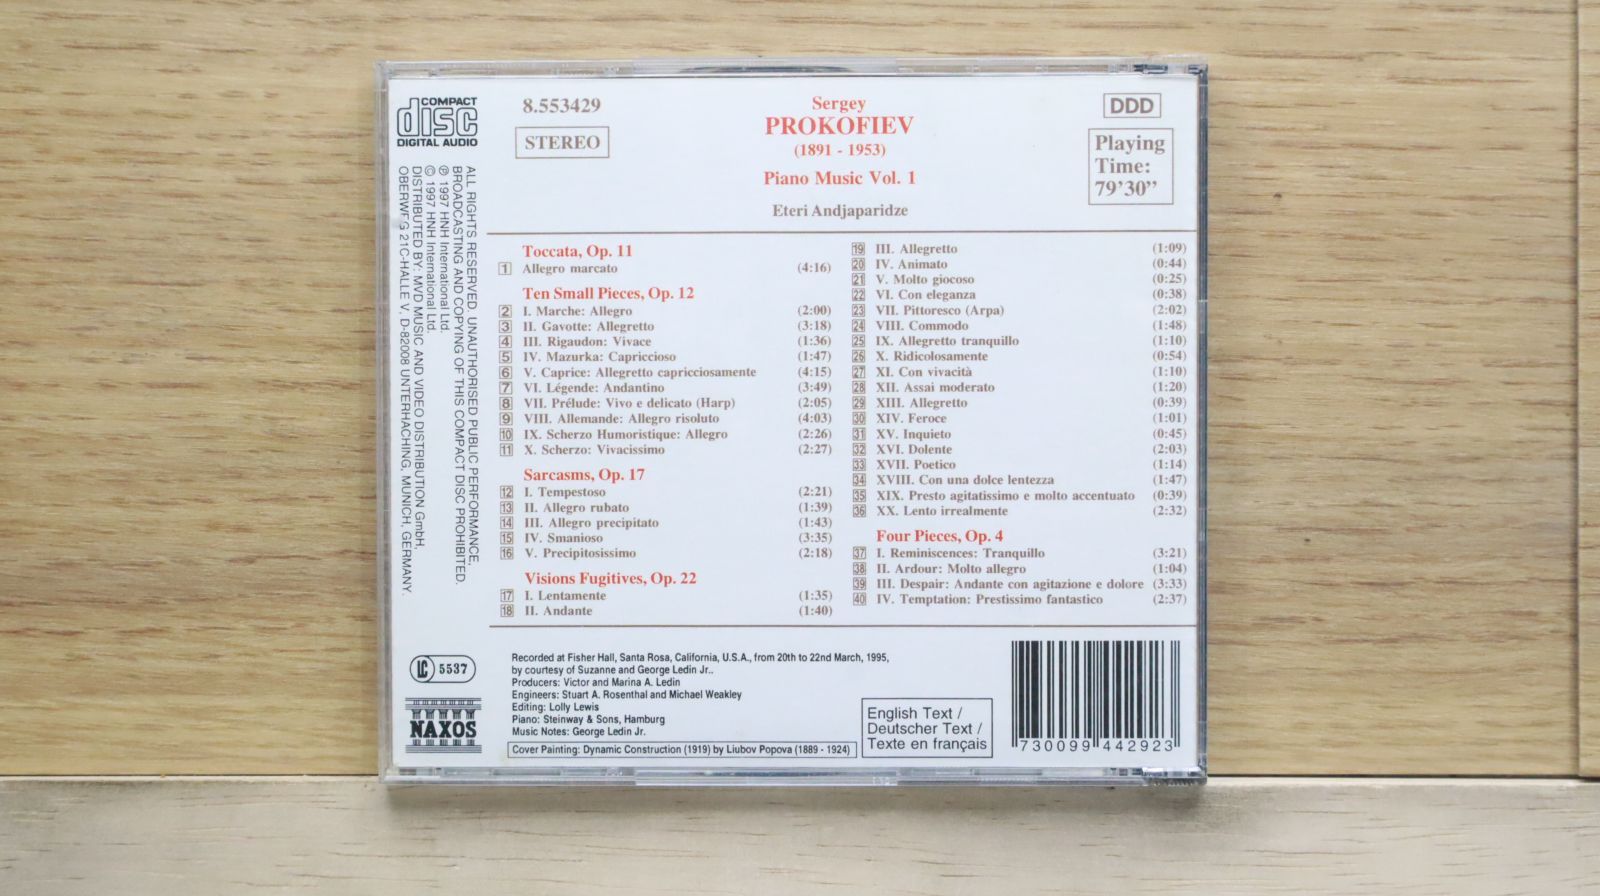 COMPACT
disc
DIGITAL AUDIO
ALL RIGHTS RESERVED. UNAUTHORISED PUBLIC PERFORMANCE,
BROADCASTING AND COPYING OF THIS COMPACT DISC PROHIBITED.
℗ 1997 HNH International Ltd.
© 1997 HNH International Ltd.
DISTRIBUTED BY: MVD MUSIC AND VIDEO DISTRIBUTION GmbH,
OBERWEG 21C-HALLE V, D-82008 UNTERHACHING, MUNICH, GERMANY.
LC 5537
NAXOS
8.553429
STEREO
Sergey
PROKOFIEV
(1891 - 1953)
Piano Music Vol. 1
Eteri Andjaparidze
DDD
Playing
Time:
79’30”
Toccata, Op. 11
1 Allegro marcato (4:16)
Ten Small Pieces, Op. 12
2 I. Marche: Allegro (2:00)
3 II. Gavotte: Allegretto (3:18)
4 III. Rigaudon: Vivace (1:36)
5 IV. Mazurka: Capriccioso (1:47)
6 V. Caprice: Allegretto capricciosamente (4:15)
7 VI. Légende: Andantino (3:49)
8 VII. Prélude: Vivo e delicato (Harp) (2:05)
9 VIII. Allemande: Allegro risoluto (4:03)
10 IX. Scherzo Humoristique: Allegro (2:26)
11 X. Scherzo: Vivacissimo (2:27)
Sarcasms, Op. 17
12 I. Tempestoso (2:21)
13 II. Allegro rubato (1:39)
14 III. Allegro precipitato (1:43)
15 IV. Smanioso (3:35)
16 V. Precipitosissimo (2:18)
Visions Fugitives, Op. 22
17 I. Lentamente (1:35)
18 II. Andante (1:40)
19 III. Allegretto (1:09)
20 IV. Animato (0:44)
21 V. Molto giocoso (0:25)
22 VI. Con eleganza (0:38)
23 VII. Pittoresco (Arpa) (2:02)
24 VIII. Commodo (1:48)
25 IX. Allegretto tranquillo (1:10)
26 X. Ridicolosamente (0:54)
27 XI. Con vivacità (1:10)
28 XII. Assai moderato (1:20)
29 XIII. Allegretto (0:39)
30 XIV. Feroce (1:01)
31 XV. Inquieto (0:45)
32 XVI. Dolente (2:03)
33 XVII. Poetico (1:14)
34 XVIII. Con una dolce lentezza (1:47)
35 XIX. Presto agitatissimo e molto accentuato (0:39)
36 XX. Lento irrealmente (2:32)
Four Pieces, Op. 4
37 I. Reminiscences: Tranquillo (3:21)
38 II. Ardour: Molto allegro (1:04)
39 III. Despair: Andante con agitazione e dolore (3:33)
40 IV. Temptation: Prestissimo fantastico (2:37)
Recorded at Fisher Hall, Santa Rosa, California, U.S.A., from 20th to 22nd March, 1995,
by courtesy of Suzanne and George Ledin Jr..
Producers: Victor and Marina A. Ledin
Engineers: Stuart A. Rosenthal and Michael Weakley
Editing: Lolly Lewis
Piano: Steinway & Sons, Hamburg
Music Notes: George Ledin Jr.
Cover Painting: Dynamic Construction (1919) by Liubov Popova (1889 - 1924)
English Text /
Deutscher Text /
Texte en français
730099 442923